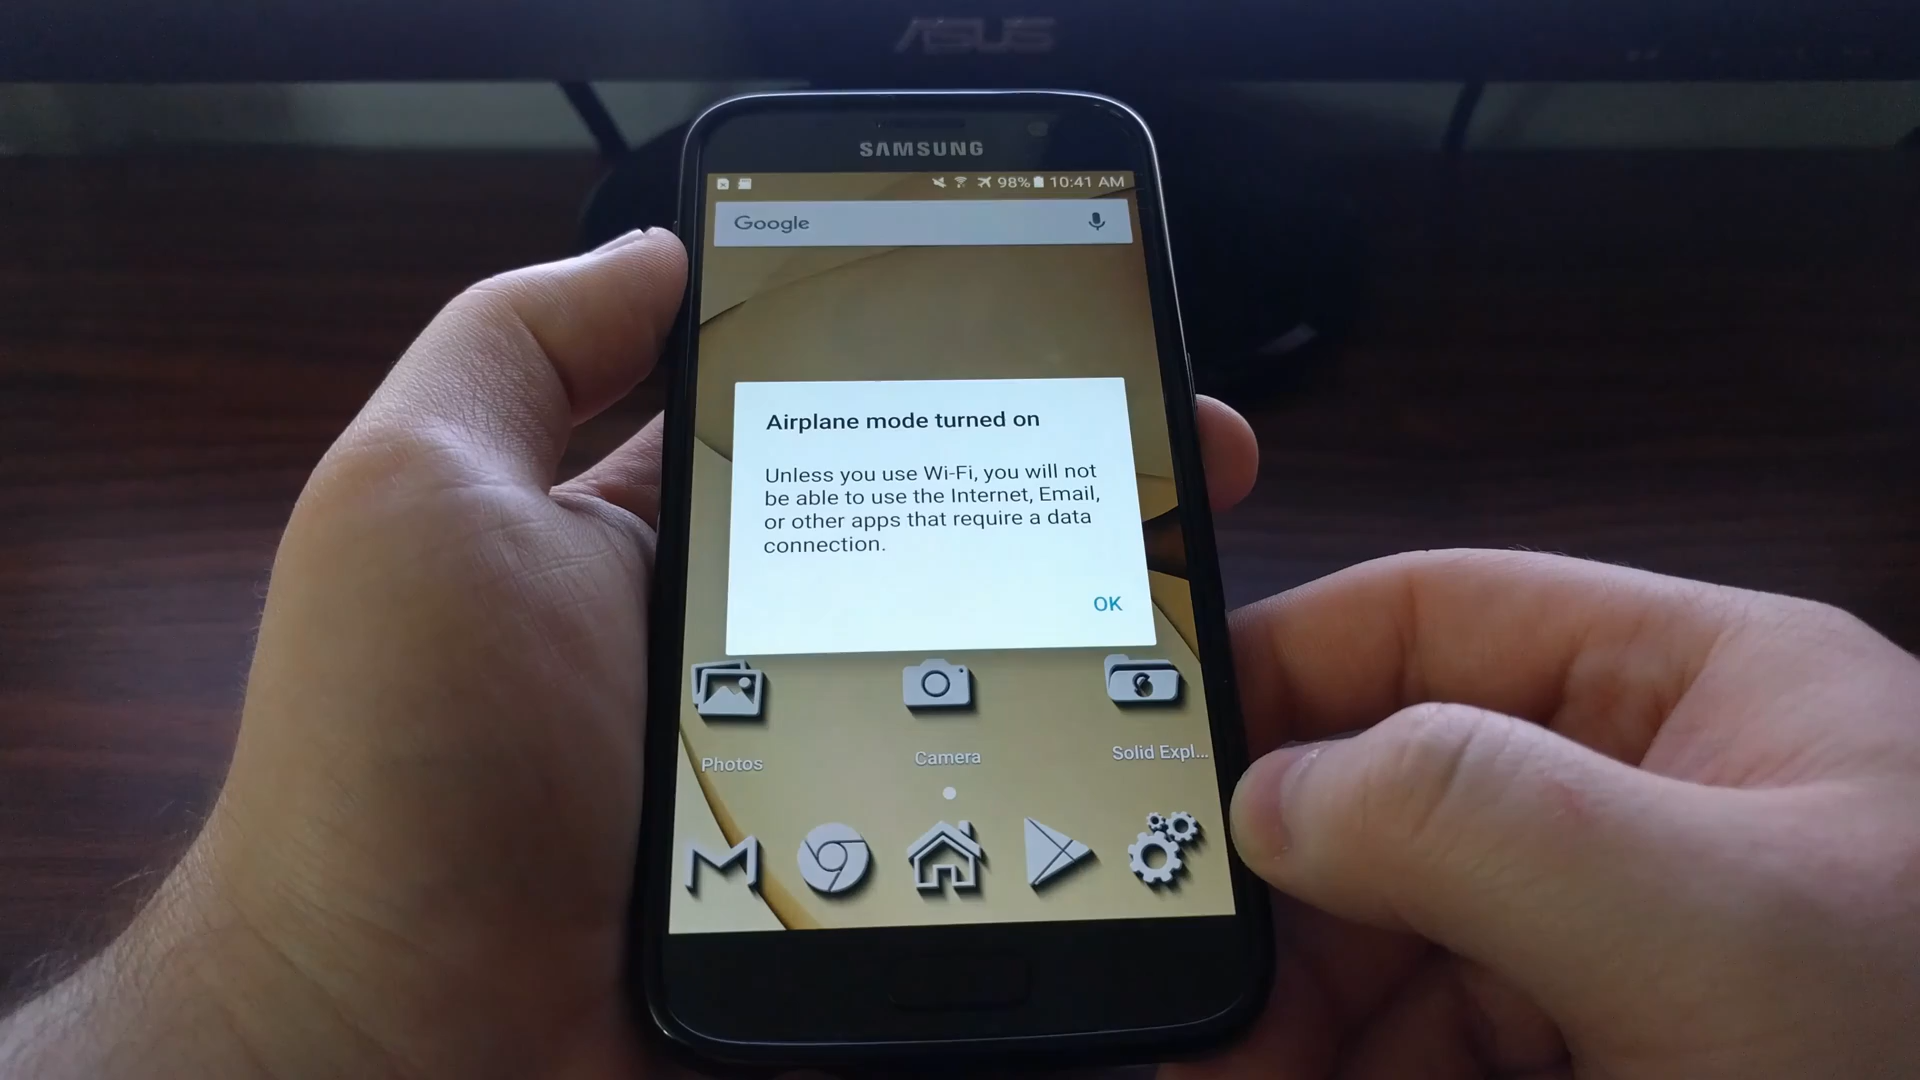 ASUS
SAMSUNG
98% 10:41 AM
Google
Airplane mode turned on
Unless you use Wi-Fi, you will not
be able to use the Internet, Email,
or other apps that require a data
connection.
OK
Photos
Camera
Solid Expl...